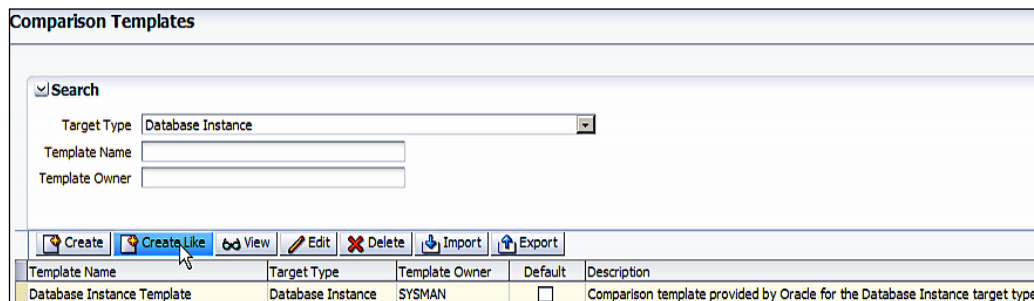 Comparison Templates
Search
Target Type Database Instance
Template Name
Template Owner
Create Create Like View Edit Delete Import Export
Template Name Target Type Template Owner Default Description
Database Instance Template Database Instance SYSMAN Comparison template provided by Oracle for the Database Instance target type